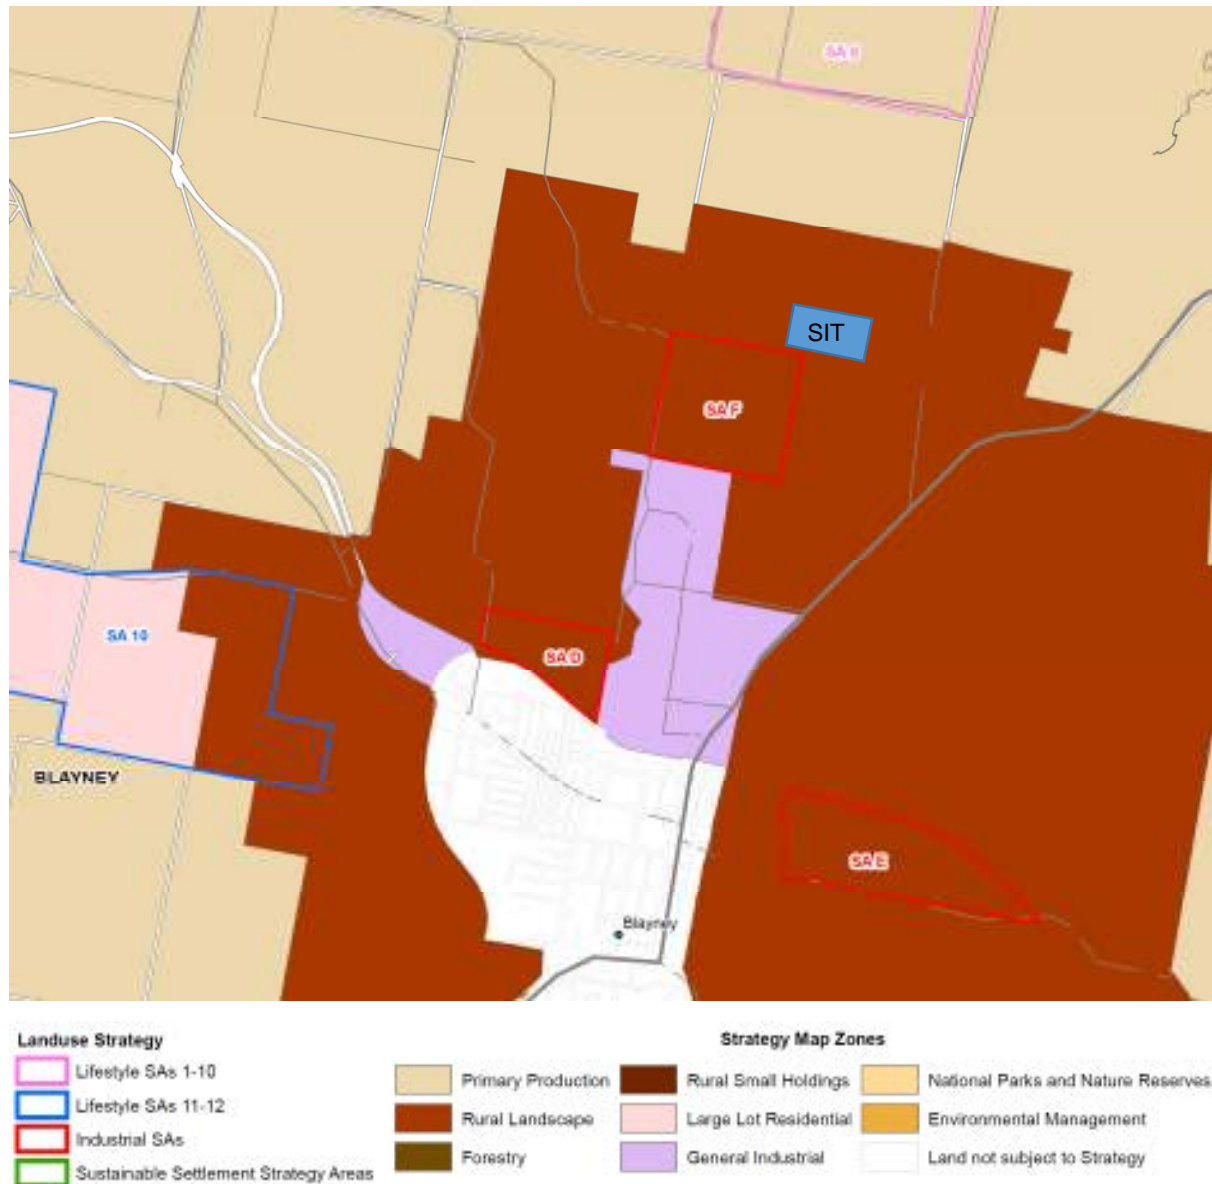 SIT
SA F
SA D
SA 10
BLAYNEY
SA E
Blayney
Landuse Strategy
Lifestyle SAs 1-10
Lifestyle SAs 11-12
Industrial SAs
Sustainable Settlement Strategy Areas
Strategy Map Zones
Primary Production
Rural Landscape
Forestry
Rural Small Holdings
Large Lot Residential
General Industrial
National Parks and Nature Reserves
Environmental Management
Land not subject to Strategy